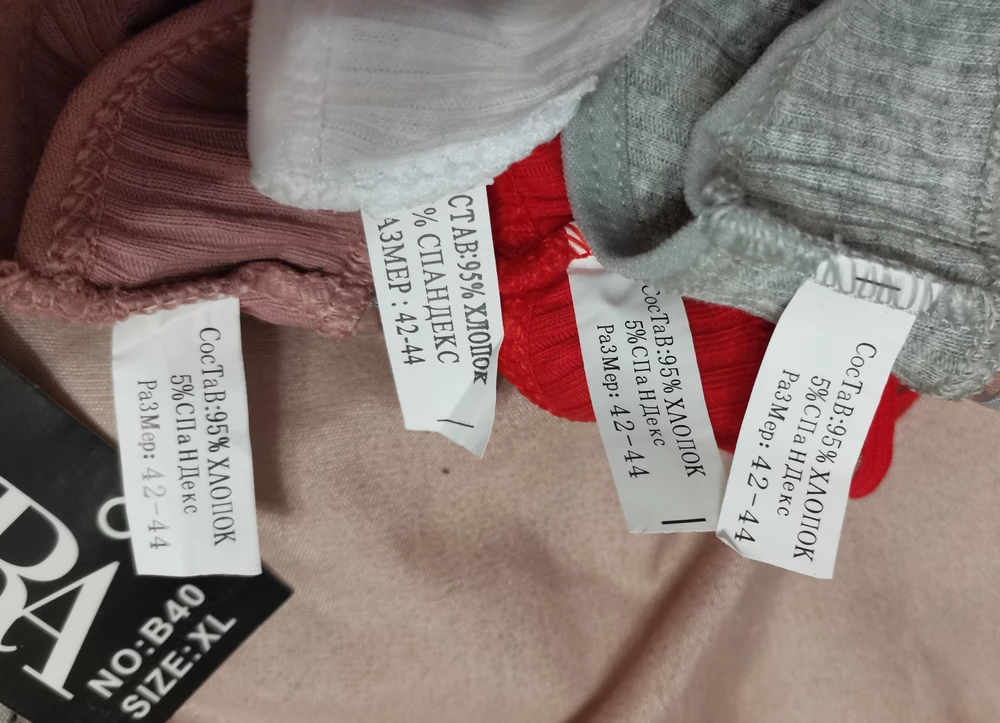 СосТаВ:95% ХЛОПОК
5%СПаНДекс
РаЗМер: 42-44
СТАВ:95% ХЛОПОК
% СПАНДЕКС
АЗМЕР: 42-44
СосТаВ:95% ХЛОПОК
5%СПаНДекс
РаЗМер: 42-44
СосТаВ:95% ХЛОПОК
5%СПаНДекс
РаЗМер: 42-44
RA
NO:B40
SIZE:XL